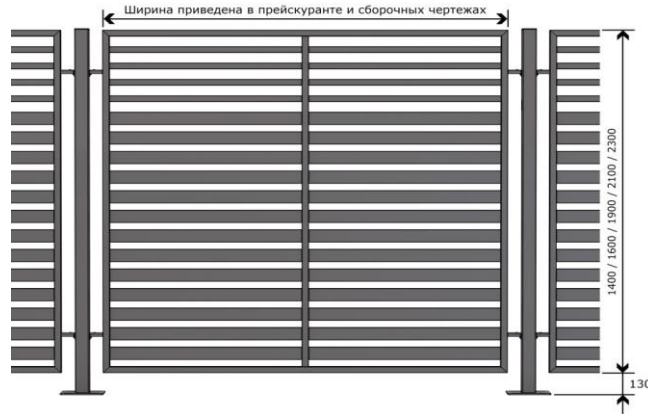 Ширина приведена в прейскуранте и сборочных чертежах
1400 / 1600 / 1900 / 2100 / 2300
130